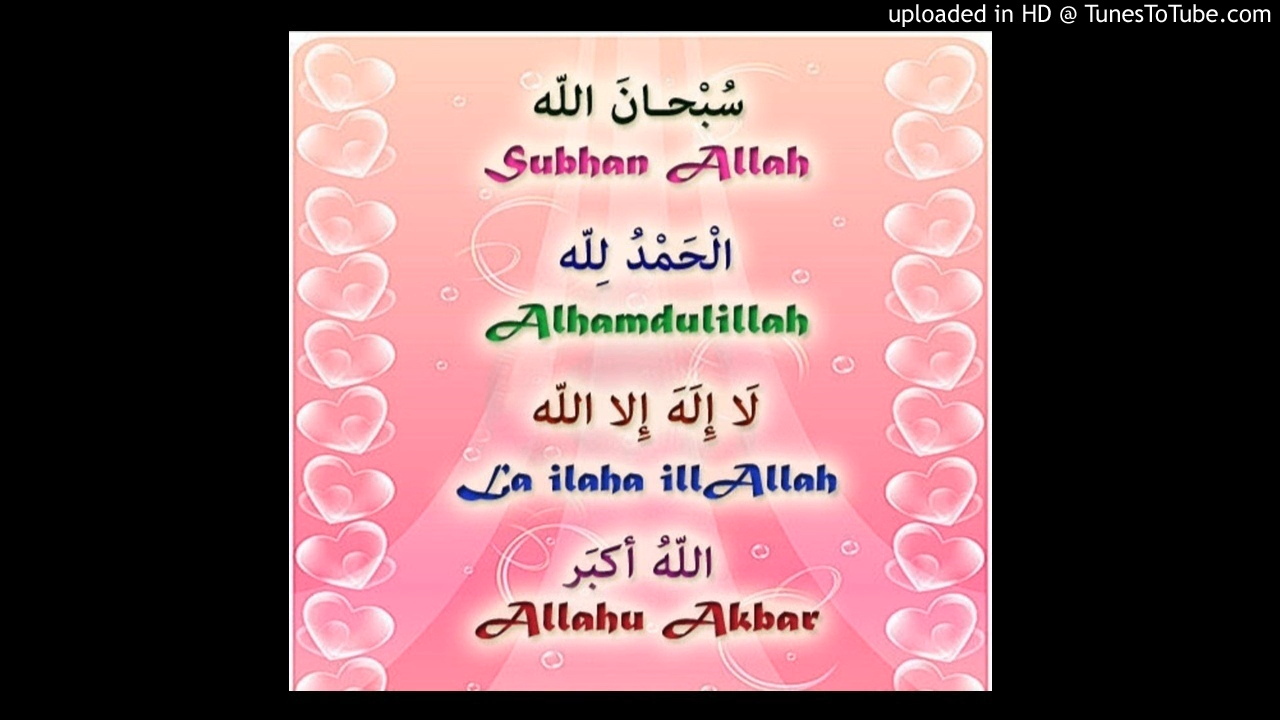 uploaded in HD @ TunesToTube.com
سُبْحـانَ اللّه
Subhan Allah
الْحَمْدُ لِلّه
Alhamdulillah
لَا إِلَهَ إِلا اللّه
La ilaha illAllah
اللّهُ أكبَر
Allahu Akbar